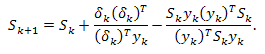 S_{k+1} = S_k + \frac{\delta_k(\delta_k)^T}{(\delta_k)^T y_k} - \frac{S_k y_k (y_k)^T S_k}{(y_k)^T S_k y_k}.